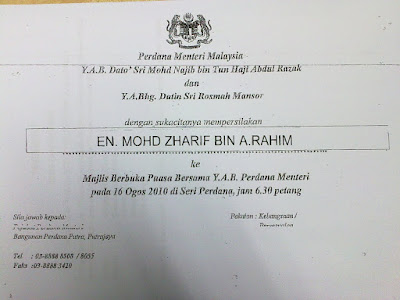 Perdana Menteri Malaysia
Y.A.B. Dato' Sri Mohd Najib bin Tun Haji Abdul Razak
dan
Y.A.Bhg. Datin Sri Rosmah Mansor
dengan sukacitanya mempersilakan
EN. MOHD ZHARIF BIN A.RAHIM
ke
Majlis Berbuka Puasa Bersama Y.A.B. Perdana Menteri
pada 16 Ogos 2010 di Seri Perdana, jam 6.30 petang
Sila jawab kepada: Pakaian : Kebangsaan /
Bangunan Perdana Putra, Putrajaya
Tel : 03-8888 8508 / 8085
Faks :03-8888 3420